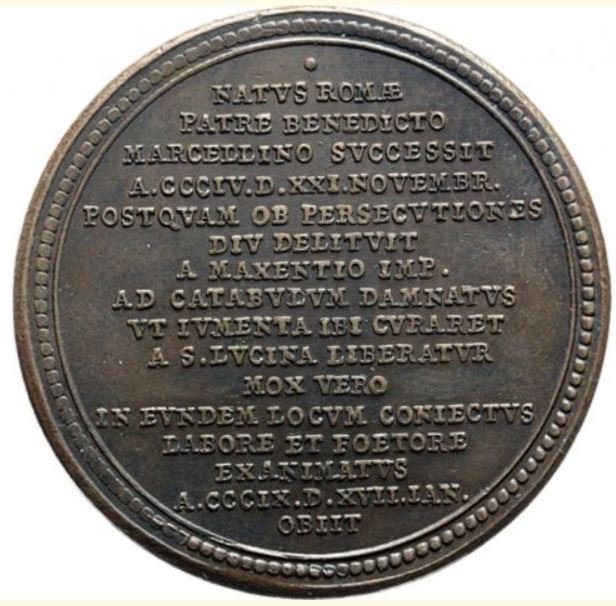 NATVS ROMÆ
PATRE BENEDICTO
MARCELLINO SVCCESSIT
A.CCCIV.D.XXI.NOVEMBR.
POSTQVAM OB PERSECVTIONES
DIV DELITVIT
A MAXENTIO IMP.
AD CATABVLVM DAMNATVS
VT IVMENTA IBI CVRARET
A S.LVCINA LIBERATVR
MOX VERO
IN EVNDEM LOCVM CONIECTVS
LABORE ET FOETORE
EXANIMATVS
A.CCCIX.D.XVII.IAN.
OBIIT